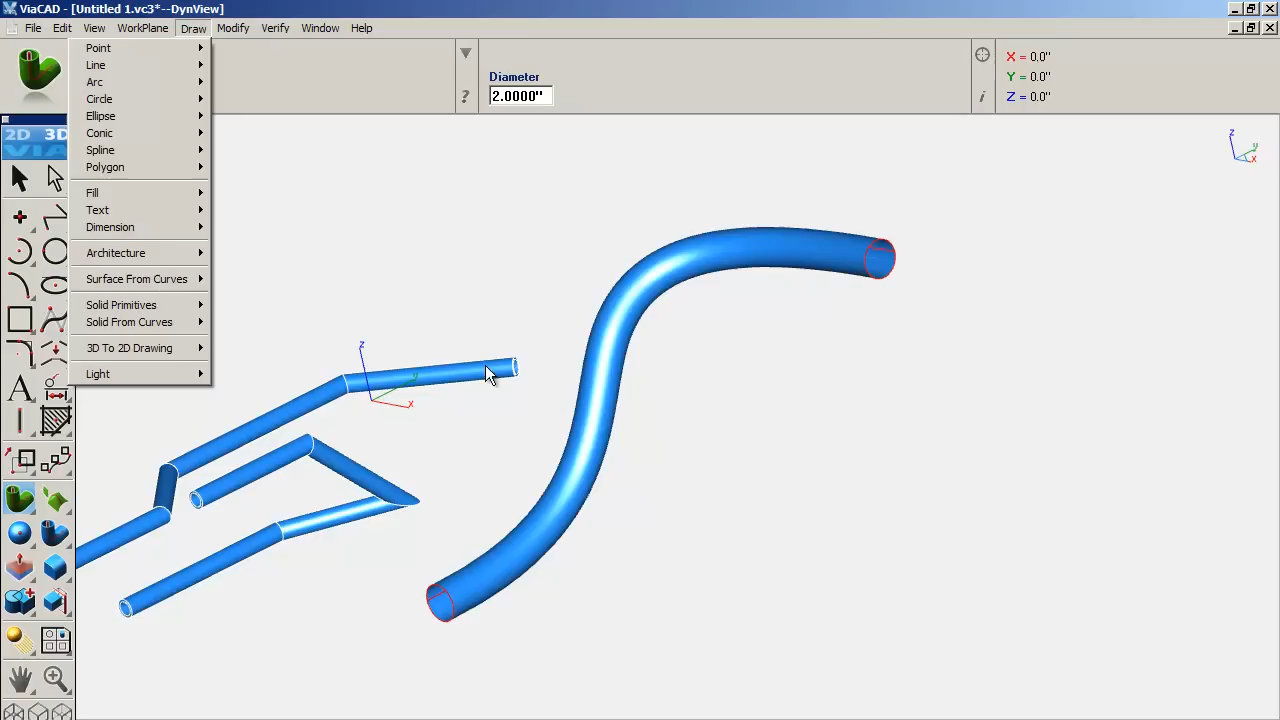 ViaCAD - [Untitled 1.vc3*--DynView]
File Edit View WorkPlane Draw Modify Verify Window Help
Point
Line
Arc
Circle
Ellipse
Conic
Spline
Polygon
Fill
Text
Dimension
Architecture
Surface From Curves
Solid Primitives
Solid From Curves
3D To 2D Drawing
Light
Diameter
2.0000"
?
i
X = 0.0"
Y = 0.0"
Z = 0.0"
2D 3D
VIA
A
z
y
x
z
y
x